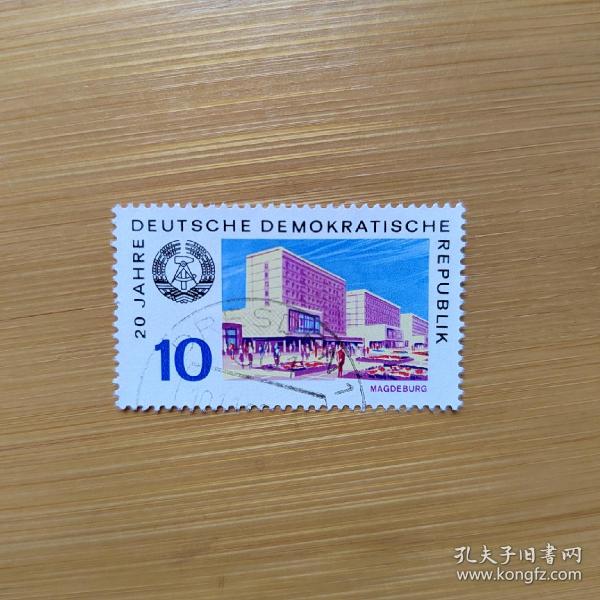 20 JAHRE DEUTSCHE DEMOKRATISCHE REPUBLIK
10
MAGDEBURG
孔夫子旧书网
www.kongfz.com